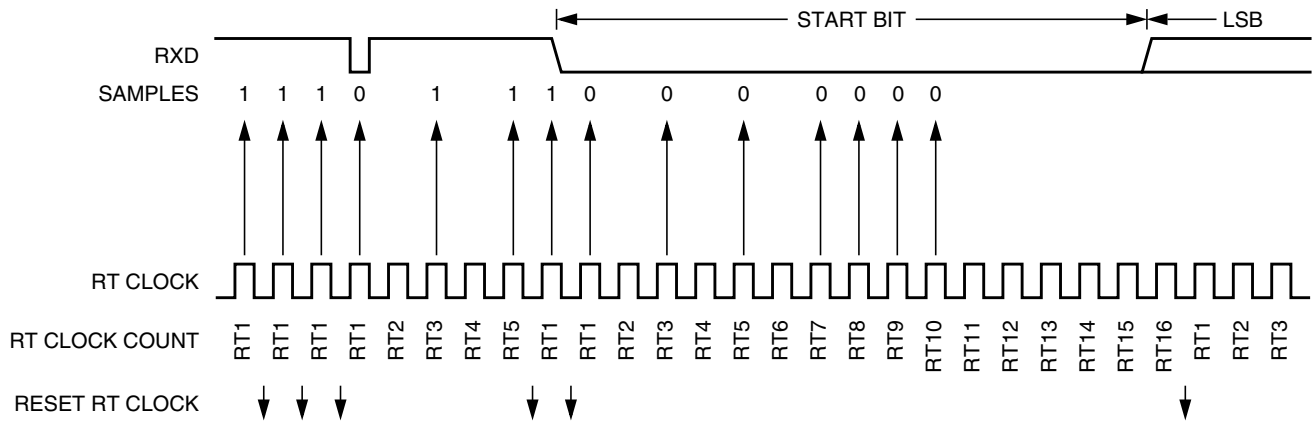 START BIT LSB
RXD
SAMPLES 1 1 1 0 1 1 1 0 0 0 0 0 0 0
RT CLOCK
RT CLOCK COUNT RT1 RT1 RT1 RT1 RT2 RT3 RT4 RT5 RT1 RT1 RT2 RT3 RT4 RT5 RT6 RT7 RT8 RT9 RT10 RT11 RT12 RT13 RT14 RT15 RT16 RT1 RT2 RT3
RESET RT CLOCK